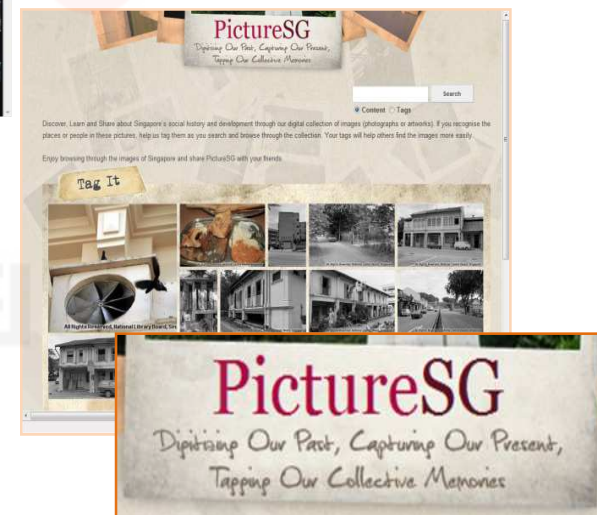 PictureSG
Digitising Our Past, Capturing Our Present,
Tapping Our Collective Memories
Search
Content Tags
Discover, Learn and Share about Singapore's social history and development through our digital collection of images (photographs or artworks). If you recognise the
places or people in these pictures, help us tag them as you search and browse through the collection. Your tags will help others find the images more easily.
Enjoy browsing through the images of Singapore and share PictureSG with your friends.
Tag It
All Rights Reserved, National Library Board, Sin
PictureSG
Digitising Our Past, Capturing Our Present,
Tapping Our Collective Memories